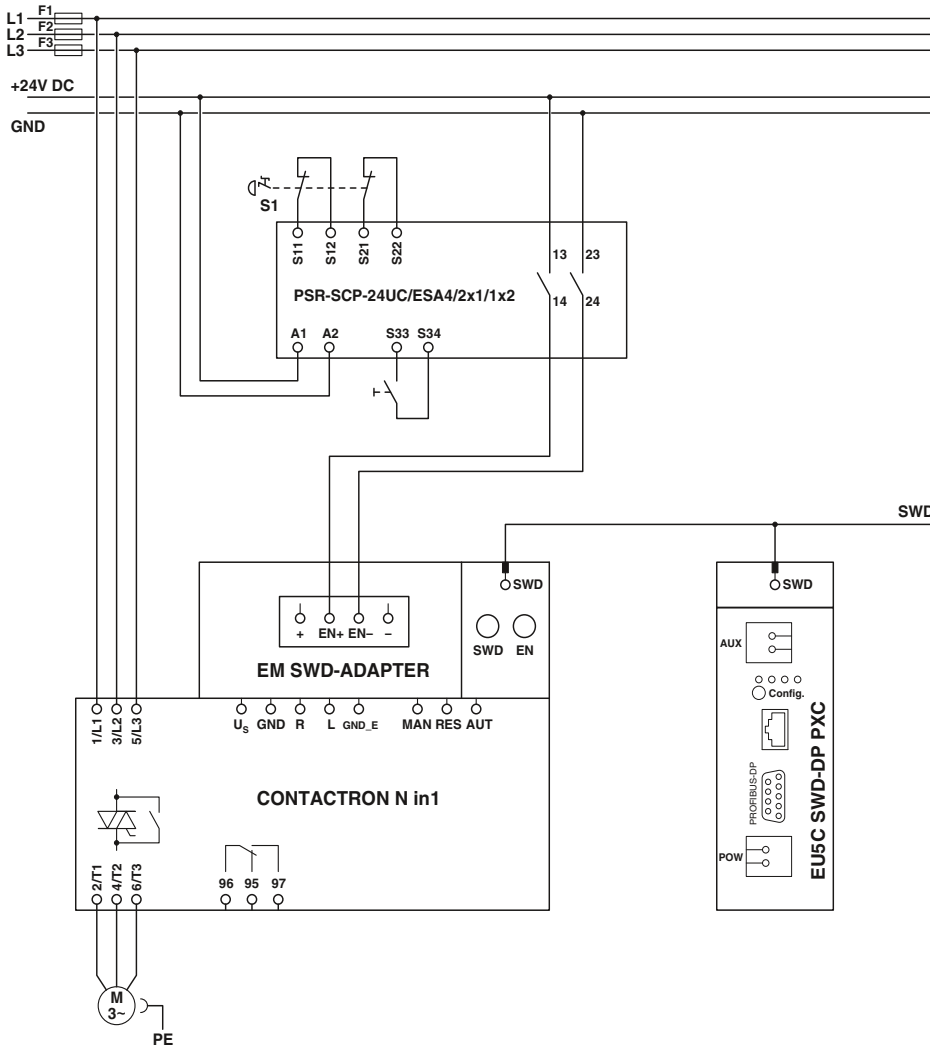 F1
L1
F2
L2
F3
L3
+24V DC
GND
S1
S11
S12
S21
S22
13
23
PSR-SCP-24UC/ESA4/2x1/1x2
14
24
A1
A2
S33
S34
SWD
SWD
SWD
+
EN+
EN–
–
SWD
EN
EM SWD-ADAPTER
AUX
Config.
PROFIBUS-DP
POW
EU5C SWD-DP PXC
1/L1
3/L2
5/L3
US
GND
R
L
GND_E
MAN
RES
AUT
CONTACTRON N in1
2/T1
4/T2
6/T3
96
95
97
M
3~
PE